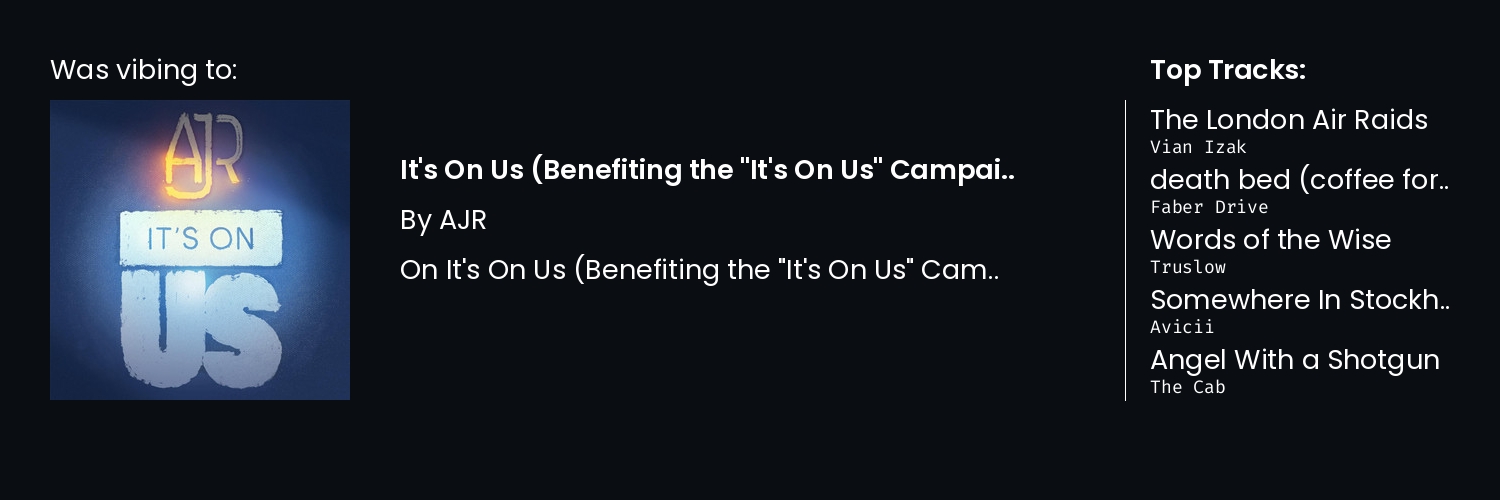 Was vibing to:
AJR
IT'S ON
US
It's On Us (Benefiting the "It's On Us" Campai..
By AJR
On It's On Us (Benefiting the "It's On Us" Cam..
Top Tracks:
The London Air Raids
Vian Izak
death bed (coffee for..
Faber Drive
Words of the Wise
Truslow
Somewhere In Stockh..
Avicii
Angel With a Shotgun
The Cab